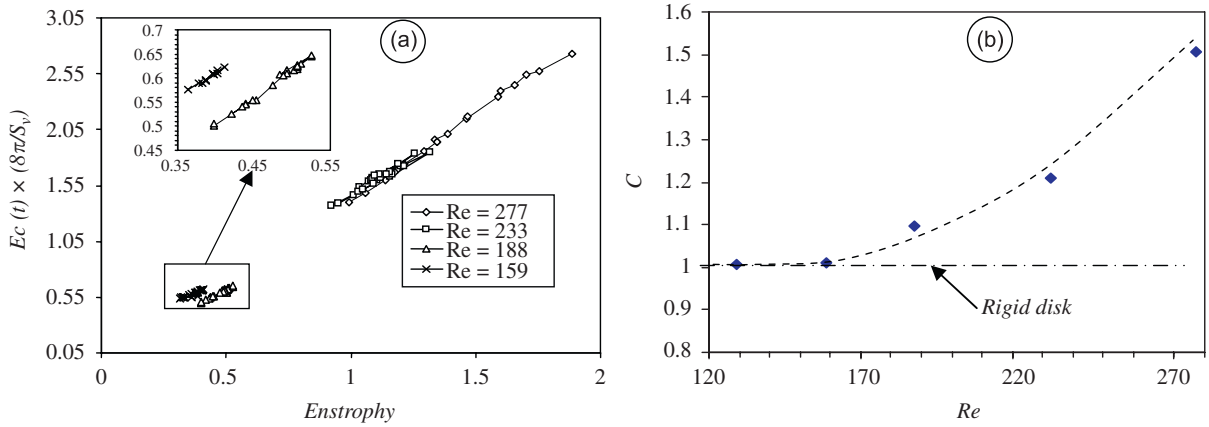 (a)
Ec (t) × (8π/Sᵥ)
3.05
2.55
2.05
1.55
1.05
0.55
0.05
0 0.5 1 1.5 2
Enstrophy
0.7
0.65
0.6
0.55
0.5
0.45
0.35 0.45 0.55
Re = 277
Re = 233
Re = 188
Re = 159
(b)
C
1.6
1.5
1.4
1.3
1.2
1.1
1
0.9
0.8
120 170 220 270
Re
Rigid disk